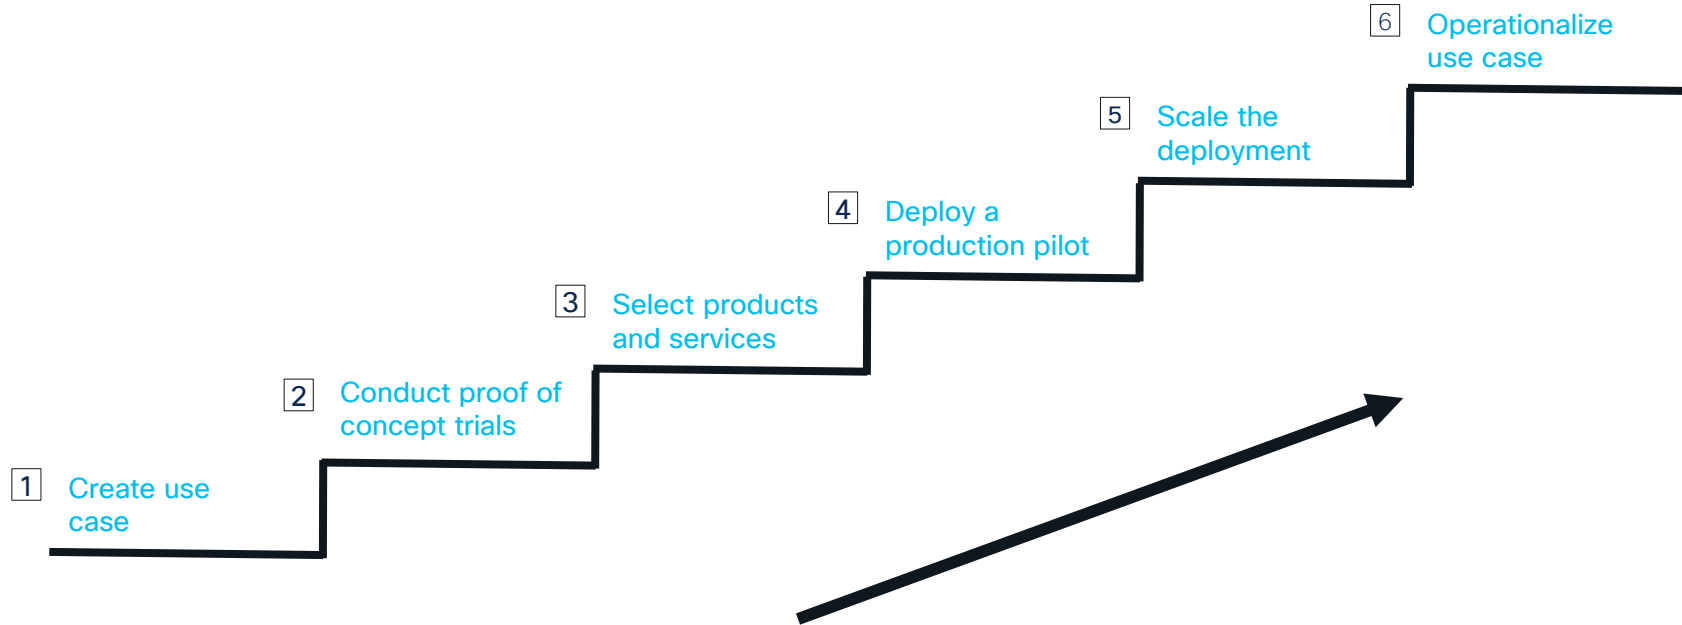 1
Create use
case
2
Conduct proof of
concept trials
3
Select products
and services
4
Deploy a
production pilot
5
Scale the
deployment
6
Operationalize
use case